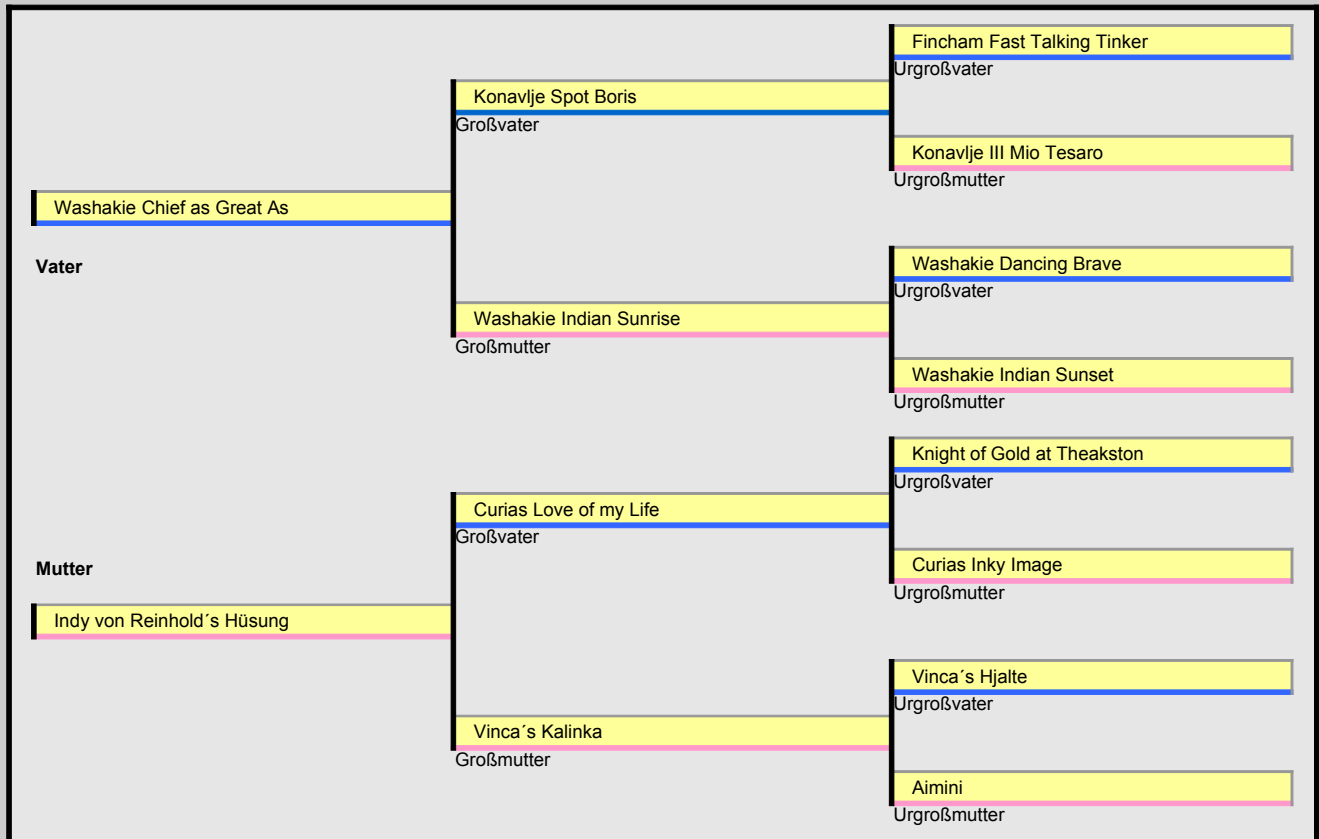 Fincham Fast Talking Tinker
Urgroßvater
Konavlje Spot Boris
Großvater
Konavlje III Mio Tesaro
Urgroßmutter
Washakie Chief as Great As
Vater
Washakie Dancing Brave
Urgroßvater
Washakie Indian Sunrise
Großmutter
Washakie Indian Sunset
Urgroßmutter
Knight of Gold at Theakston
Urgroßvater
Curias Love of my Life
Großvater
Curias Inky Image
Urgroßmutter
Mutter
Indy von Reinhold´s Hüsung
Vinca´s Hjalte
Urgroßvater
Vinca´s Kalinka
Großmutter
Aimini
Urgroßmutter